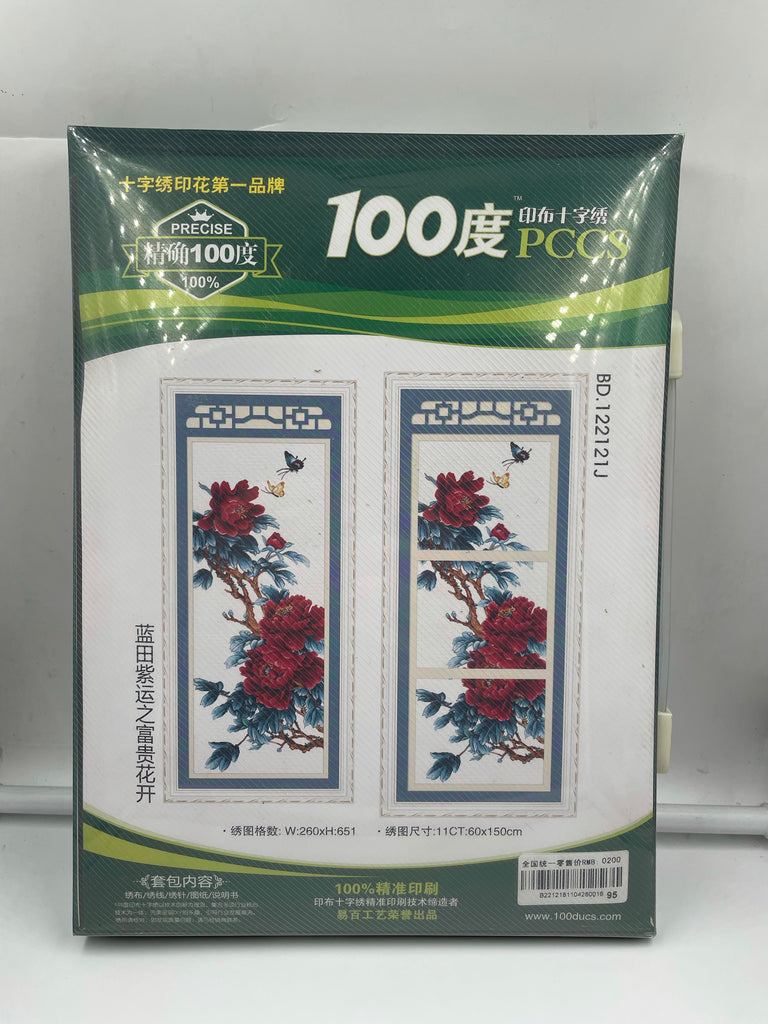 十字绣印花第一品牌
PRECISE
精确100度
100%
100度™
印布十字绣
PCCS
BD.122121J
蓝田紫运之富贵花开
·绣图格数: W:260xH:651
·绣图尺寸:11CT:60x150cm
套包内容
绣布/绣线/绣针/图纸/说明书
100%精准印刷
印布十字绣精准印刷技术缔造者
易百工艺荣誉出品
全国统一零售价RMB: 0200
95
www.100ducs.com